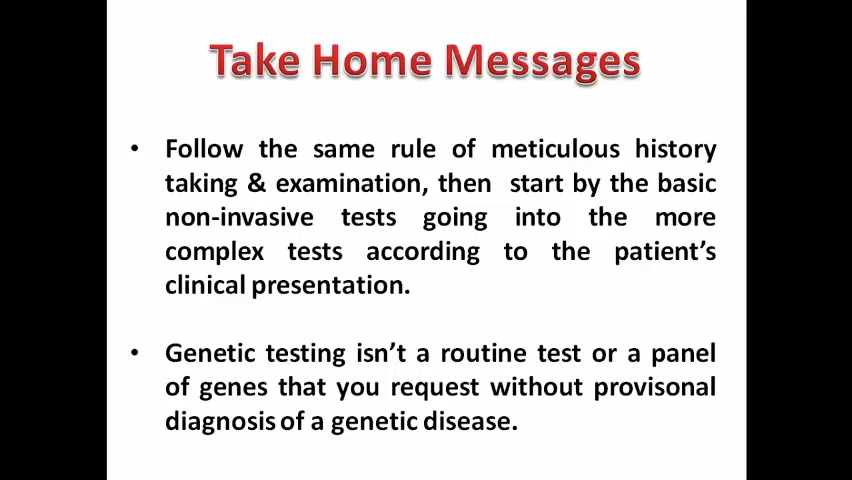 Take Home Messages
• Follow the same rule of meticulous history
taking & examination, then start by the basic
non-invasive tests going into the more
complex tests according to the patient’s
clinical presentation.
• Genetic testing isn’t a routine test or a panel
of genes that you request without provisonal
diagnosis of a genetic disease.